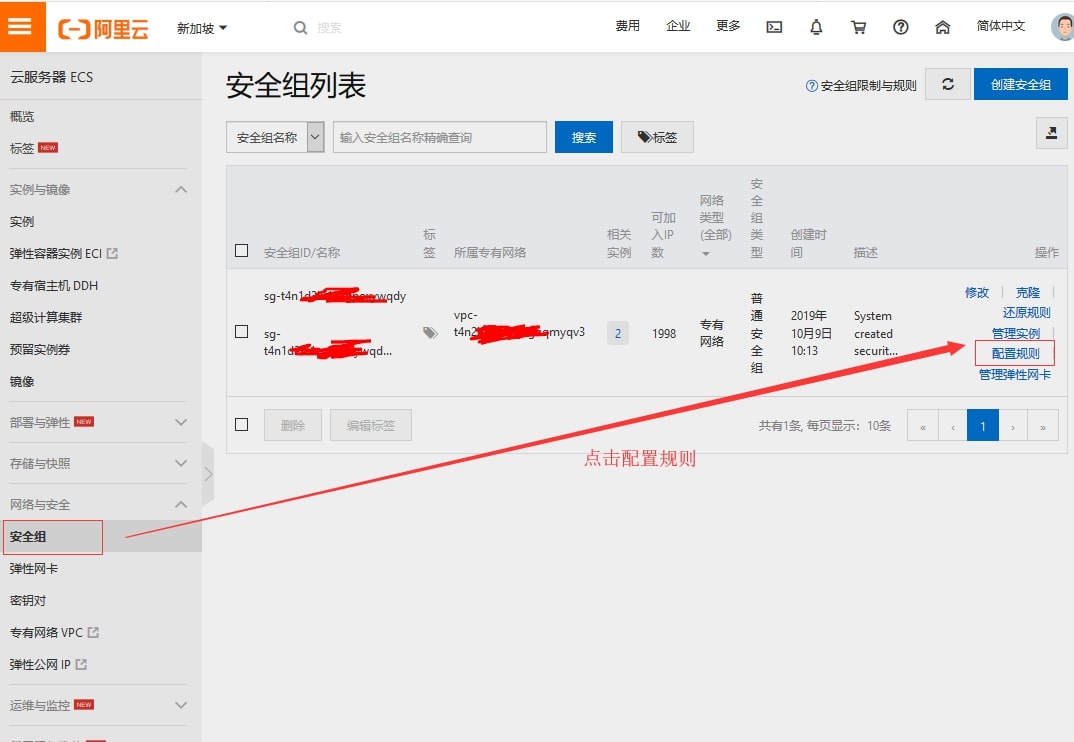 阿里云
新加坡
搜索
费用
企业
更多
简体中文
云服务器 ECS
概览
标签 NEW
实例与镜像
实例
弹性容器实例 ECI
专有宿主机 DDH
超级计算集群
预留实例券
镜像
部署与弹性 NEW
存储与快照
网络与安全
安全组
弹性网卡
密钥对
专有网络 VPC
弹性公网 IP
运维与监控 NEW
安全组列表
安全组限制与规则
创建安全组
安全组名称
输入安全组名称精确查询
搜索
标签
安全组ID/名称
标
签
所属专有网络
相关
实例
可加
入IP
数
网络
类型
(全部)
安
全
组
类
型
创建时
间
描述
操作
sg-t4n1d
ywqdy
sg-
t4n1d
vqd...
vpc-
t4n
qmyqv3
2
1998
专有
网络
普
通
安
全
组
2019年
10月9日
10:13
System
created
securit...
修改
克隆
还原规则
管理实例
配置规则
管理弹性网卡
删除
编辑标签
共有1条, 每页显示: 10条
«
‹
1
›
»
点击配置规则